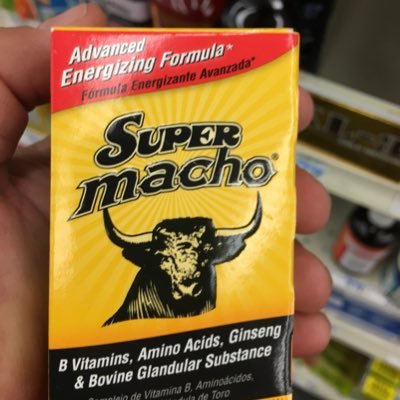 Advanced
Energizing Formula*
Fórmula Energizante Avanzada*
SUPER
macho®
B Vitamins, Amino Acids, Ginseng
& Bovine Glandular Substance
Complejo de Vitamina B, Aminoácidos,
de Toro